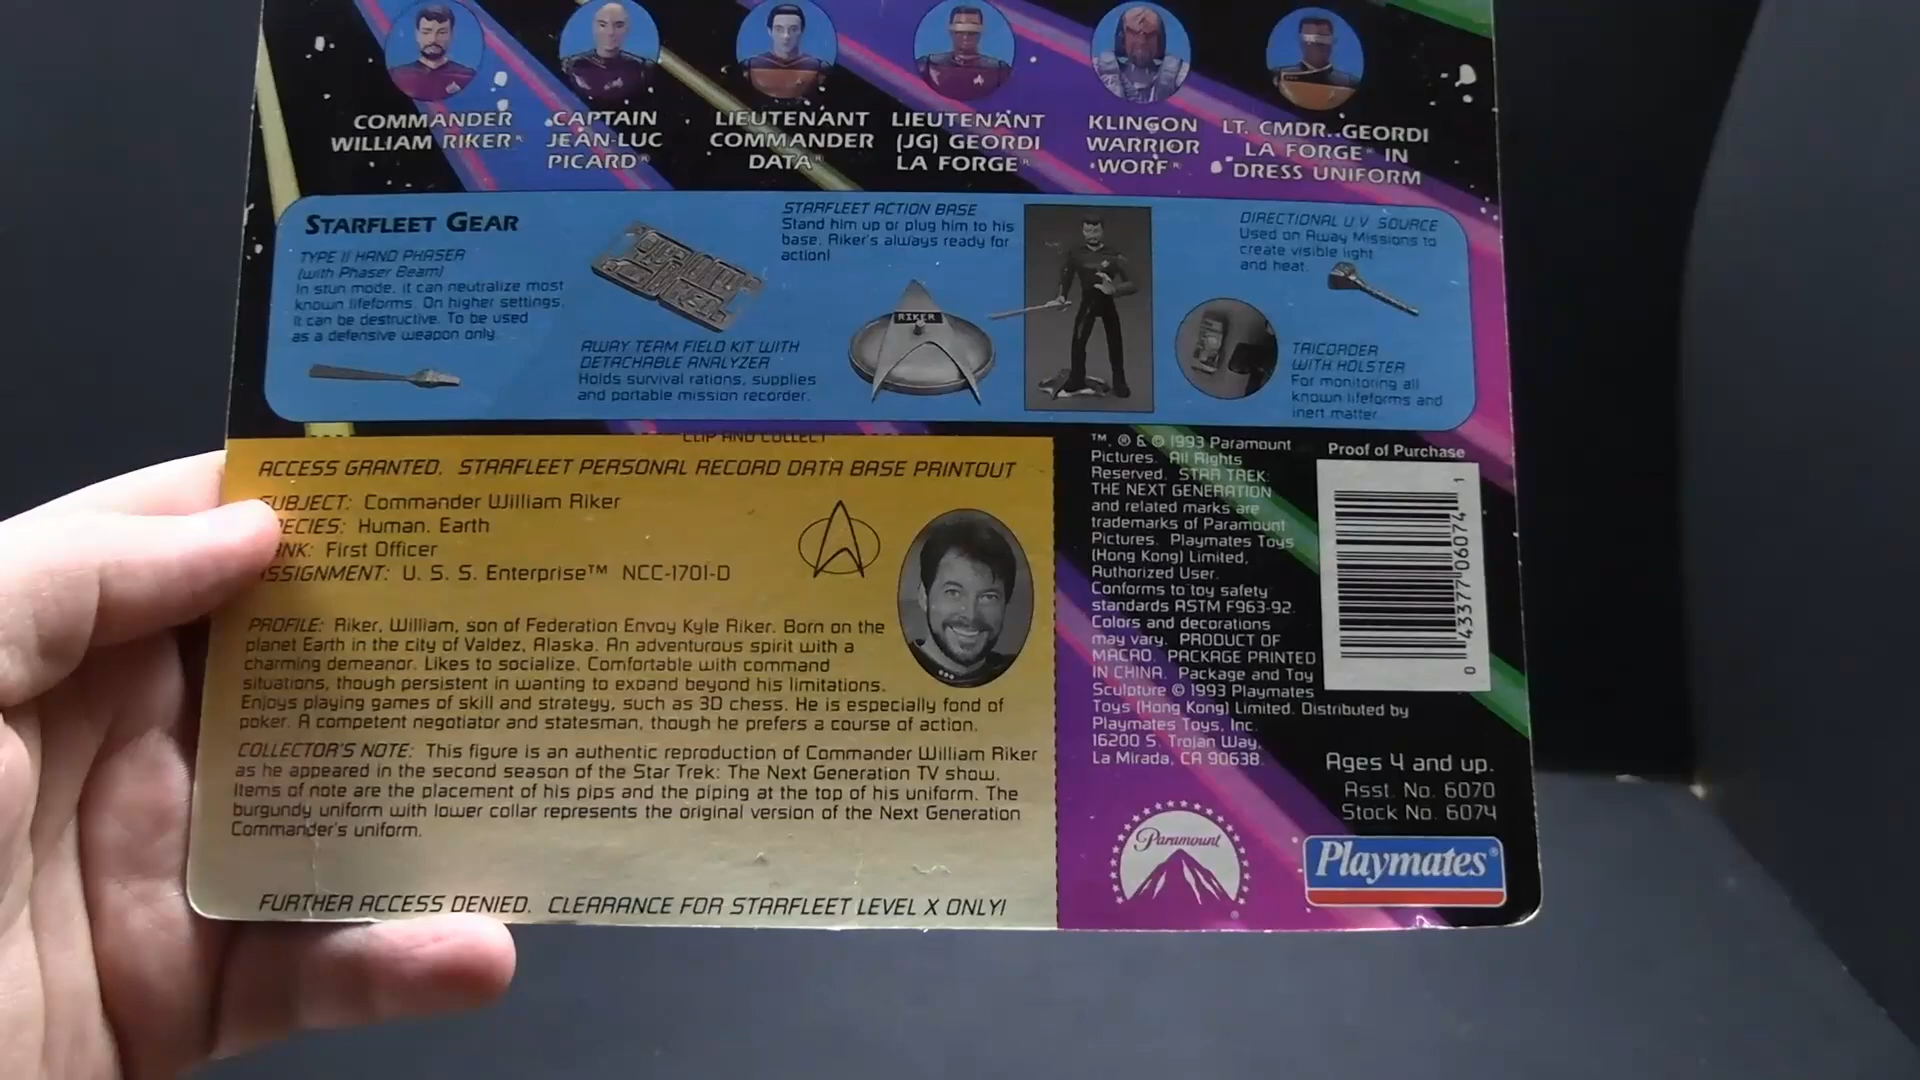 COMMANDER
WILLIAM RIKER®
CAPTAIN
JEAN-LUC
PICARD®
LIEUTENANT
COMMANDER
DATA®
LIEUTENANT
(JG) GEORDI
LA FORGE®
KLINGON
WARRIOR
WORF®
LT. CMDR. GEORDI
LA FORGE® IN
DRESS UNIFORM
STARFLEET GEAR
TYPE II HAND PHASER
(with Phaser Beam)
In stun mode, it can neutralize most
known lifeforms. On higher settings,
it can be destructive. To be used
as a defensive weapon only.
AWAY TEAM FIELD KIT WITH
DETACHABLE ANALYZER
Holds survival rations, supplies
and portable mission recorder.
STARFLEET ACTION BASE
Stand him up or plug him to his
base, Riker's always ready for
action!
RIKER
DIRECTIONAL U V SOURCE
Used on Away Missions to
create visible light
and heat.
TRICORDER
WITH HOLSTER
For monitoring all
known lifeforms and
inert matter.
CLIP AND COLLECT
ACCESS GRANTED. STARFLEET PERSONAL RECORD DATA BASE PRINTOUT
SUBJECT: Commander William Riker
PECIES: Human, Earth
NK: First Officer
SSIGNMENT: U. S. S. Enterprise™ NCC-1701-D
PROFILE: Riker, William, son of Federation Envoy Kyle Riker. Born on the
planet Earth in the city of Valdez, Alaska. An adventurous spirit with a
charming demeanor. Likes to socialize. Comfortable with command
situations, though persistent in wanting to expand beyond his limitations.
Enjoys playing games of skill and strategy, such as 3D chess. He is especially fond of
poker. A competent negotiator and statesman, though he prefers a course of action.
COLLECTOR'S NOTE: This figure is an authentic reproduction of Commander William Riker
as he appeared in the second season of the Star Trek: The Next Generation TV show.
Items of note are the placement of his pips and the piping at the top of his uniform. The
burgundy uniform with lower collar represents the original version of the Next Generation
Commander's uniform.
FURTHER ACCESS DENIED. CLEARANCE FOR STARFLEET LEVEL X ONLY!
™, ® & © 1993 Paramount
Pictures. All Rights
Reserved. STAR TREK:
THE NEXT GENERATION
and related marks are
trademarks of Paramount
Pictures. Playmates Toys
(Hong Kong) Limited,
Authorized User.
Conforms to toy safety
standards ASTM F963-92.
Colors and decorations
may vary. PRODUCT OF
MACAO. PACKAGE PRINTED
IN CHINA. Package and Toy
Sculpture © 1993 Playmates
Toys (Hong Kong) Limited. Distributed by
Playmates Toys, Inc.
16200 S. Trojan Way,
La Mirada, CA 90638.
Proof of Purchase
0 43377 06074 1
Ages 4 and up.
Asst. No. 6070
Stock No. 6074
Paramount
®
Playmates®